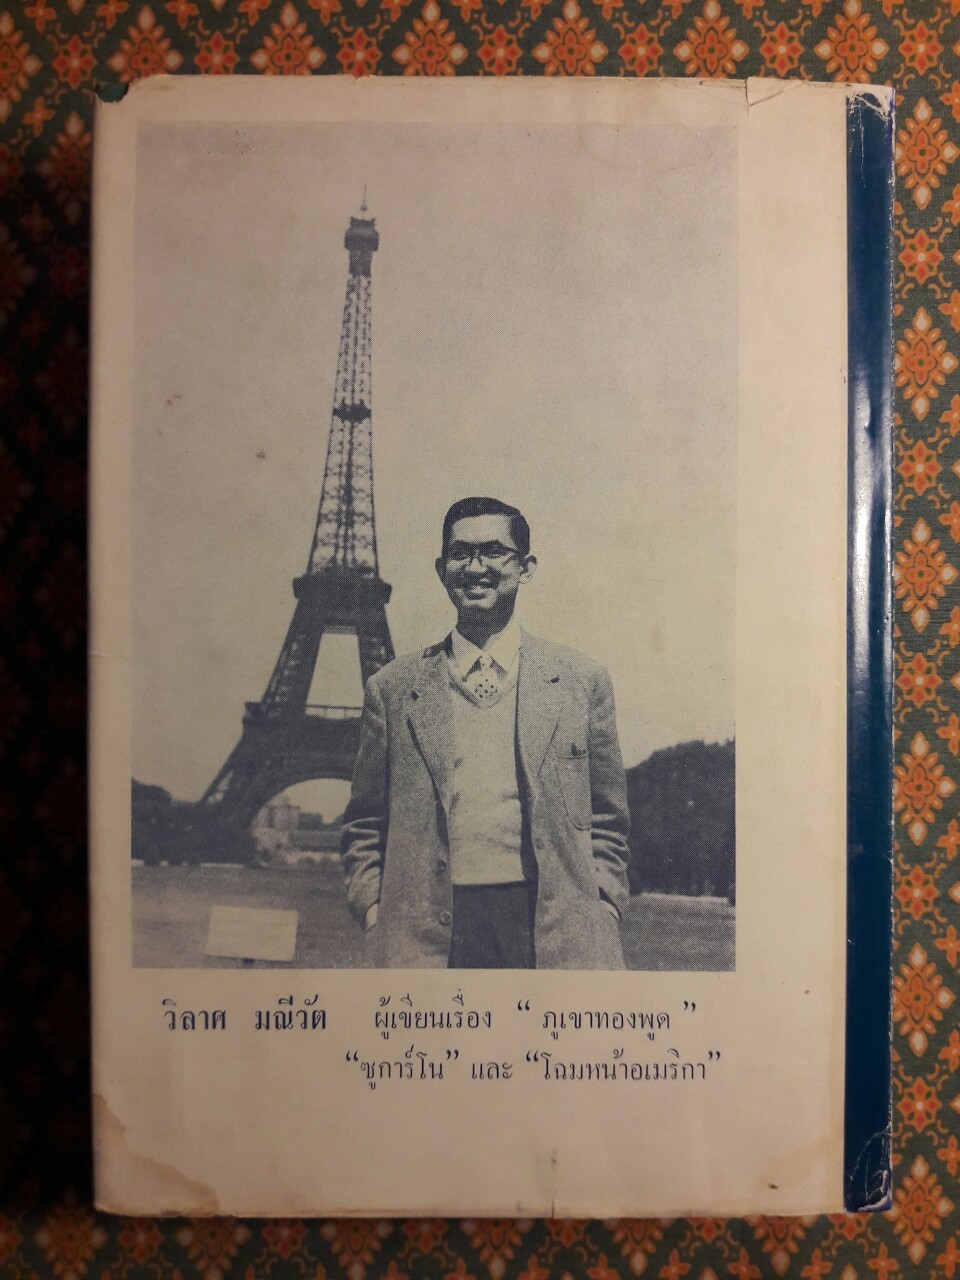 วิลาศ มณีวัต ผู้เขียนเรื่อง “ ภูเขาทองพูด ”
“ซูการ์โน” และ “โฉมหน้าอเมริกา”